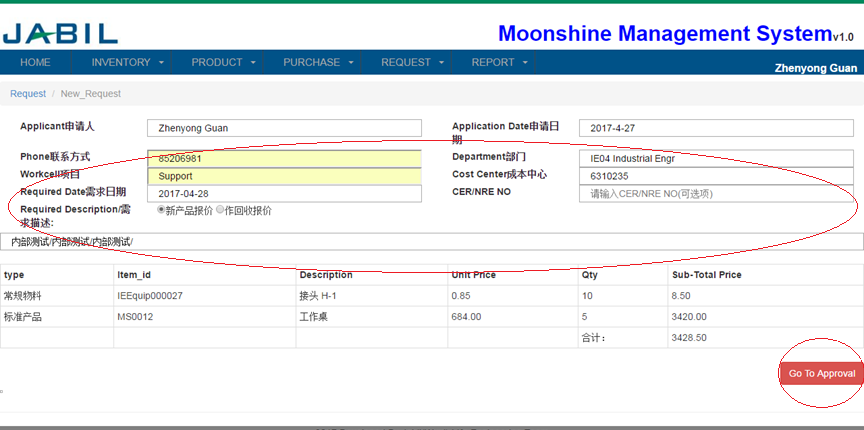 JABIL
Moonshine Management System v1.0
HOME INVENTORY PRODUCT PURCHASE REQUEST REPORT
Zhenyong Guan
Request / New_Request
Applicant申请人 Zhenyong Guan Application Date申请日期 2017-4-27
Phone联系方式 85206981 Department部门 IE04 Industrial Engr
Workcell项目 Support Cost Center成本中心 6310235
Required Date需求日期 2017-04-28 CER/NRE NO 请输入CER/NRE NO(可选项)
Required Description/需求描述: 新产品报价 作回收报价
内部测试/内部测试/内部测试/
type Item_id Description Unit Price Qty Sub-Total Price
常规物料 IEEquip000027 接头 H-1 0.85 10 8.50
标准产品 MS0012 工作桌 684.00 5 3420.00
合计： 3428.50
Go To Approval